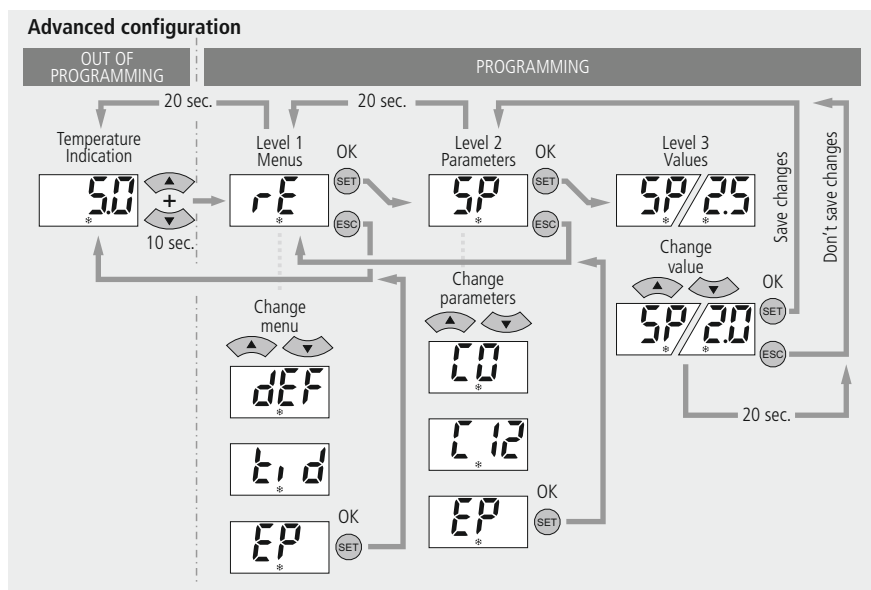 Advanced configuration
OUT OF
PROGRAMMING
PROGRAMMING
20 sec.
20 sec.
Temperature
Indication
Level 1
Menus
OK
Level 2
Parameters
OK
Level 3
Values
5.0
+
10 sec.
rE
SET
ESC
SP
SET
ESC
SP/2.5
Save changes
Don't save changes
Change
menu
Change
parameters
Change
value
OK
SP/2.0
SET
ESC
20 sec.
dEF
tid
EP
OK
SET
C0
C12
EP
OK
SET